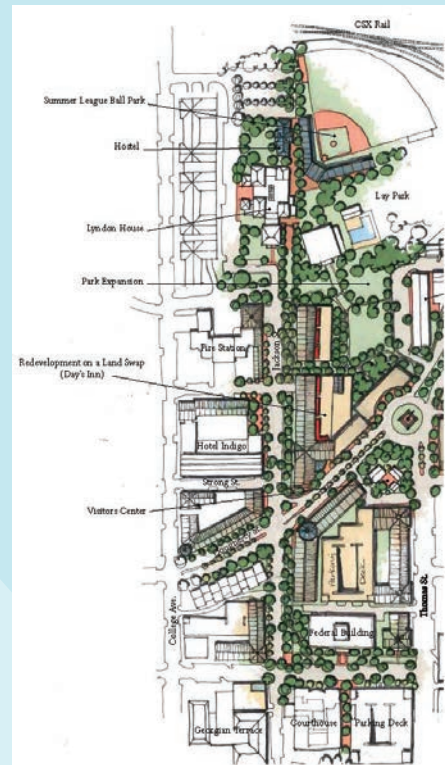 CSX Rail
Summer League Ball Park
Hostel
Lay Park
Lyndon House
Park Expansion
Fire Station
Jackson
Redevelopment on a Land Swap
(Day's Inn)
Hotel Indigo
Strong St.
Visitors Center
Parking
Deck
College Ave.
Thomas St.
Federal Building
Georgian Terrace
Courthouse
Parking Deck